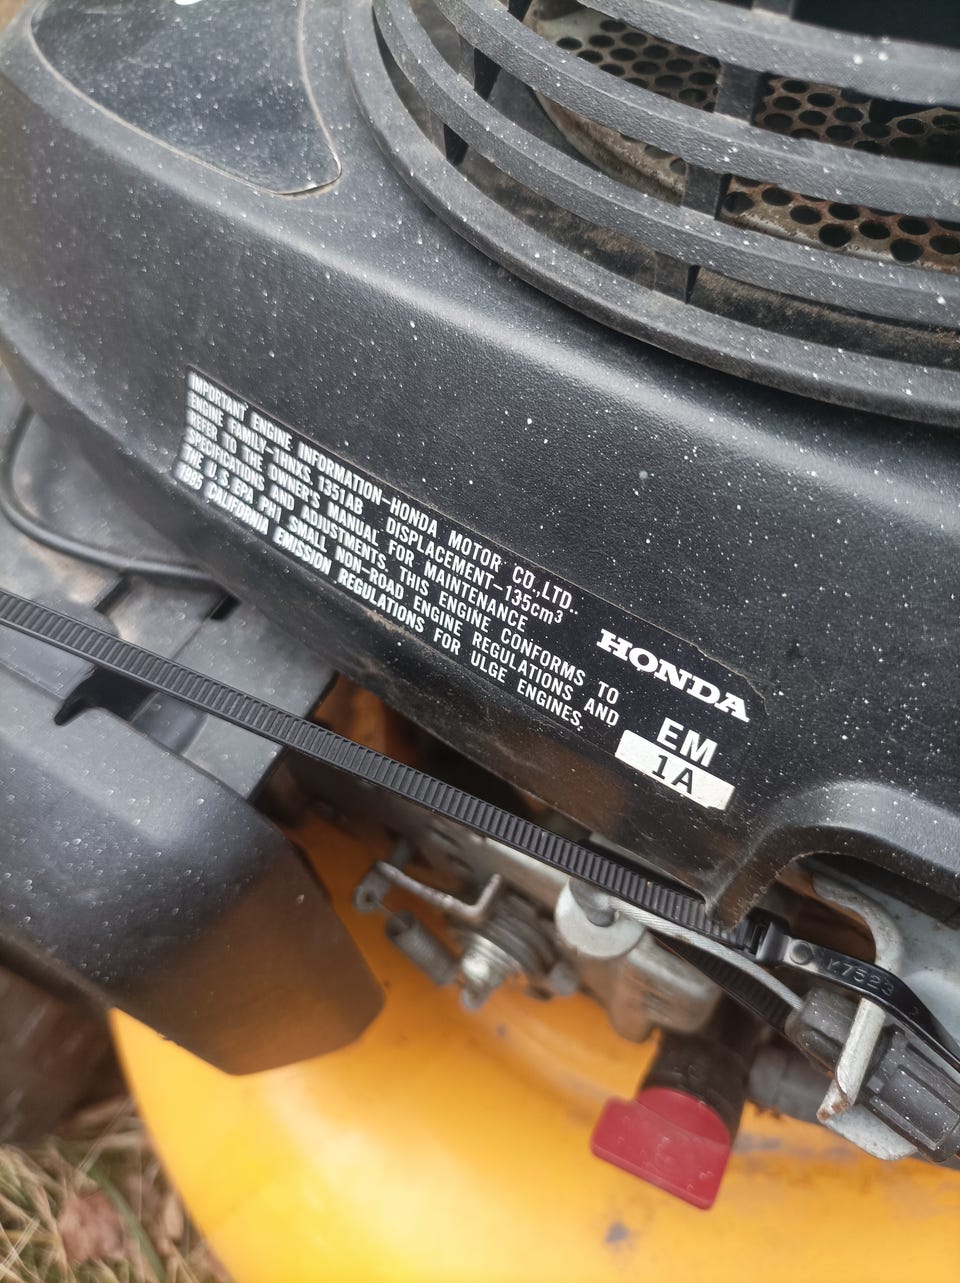 IMPORTANT ENGINE INFORMATION-HONDA MOTOR CO.,LTD.
ENGINE FAMILY-1HNXS.1351AB DISPLACEMENT-135cm³
REFER TO THE OWNER'S MANUAL FOR MAINTENANCE
SPECIFICATIONS AND ADJUSTMENTS. THIS ENGINE CONFORMS TO
THE U.S.EPA PH1 SMALL NON-ROAD ENGINE REGULATIONS AND
1995 CALIFORNIA EMISSION REGULATIONS FOR ULGE ENGINES.
HONDA
EM
1A
K7523